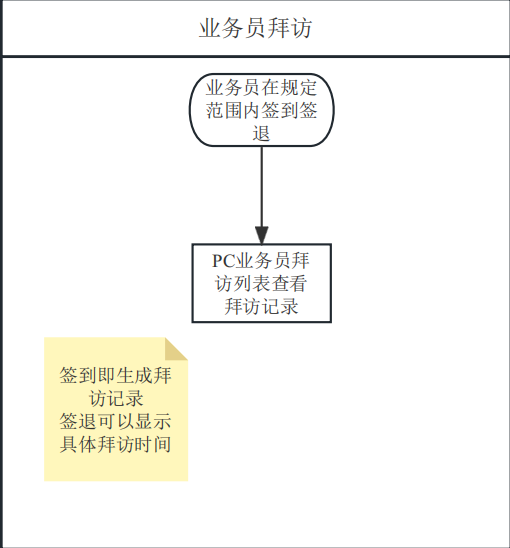 业务员拜访
业务员在规定
范围内签到签
退
PC业务员拜
访列表查看
拜访记录
签到即生成拜
访记录
签退可以显示
具体拜访时间